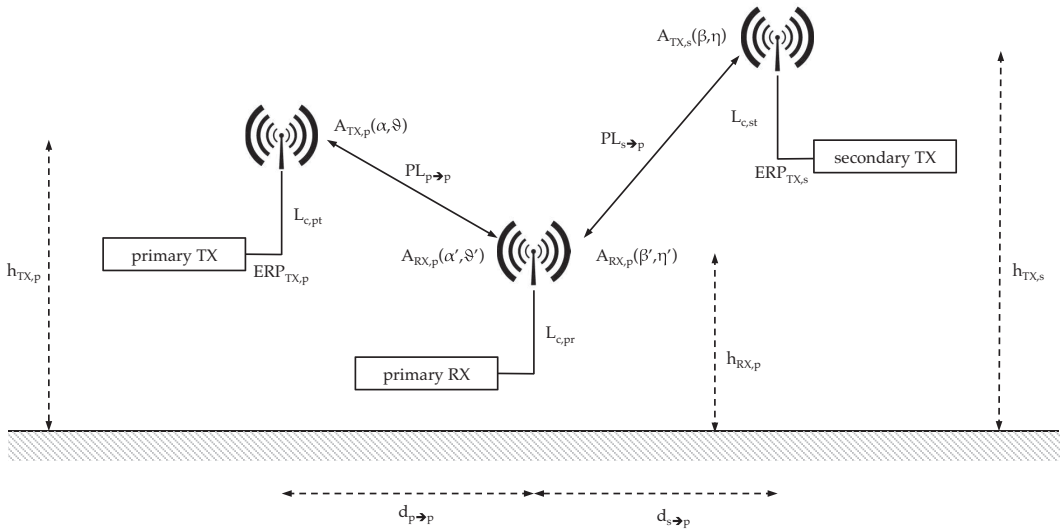 A_TX,s(β,η)
A_TX,p(α,ϑ)
L_c,st
PL_s➔p
secondary TX
PL_p➔p
ERP_TX,s
L_c,pt
primary TX
A_RX,p(α′,ϑ′)
A_RX,p(β′,η′)
ERP_TX,p
h_TX,p
h_TX,s
L_c,pr
h_RX,p
primary RX
d_p➔p
d_s➔p